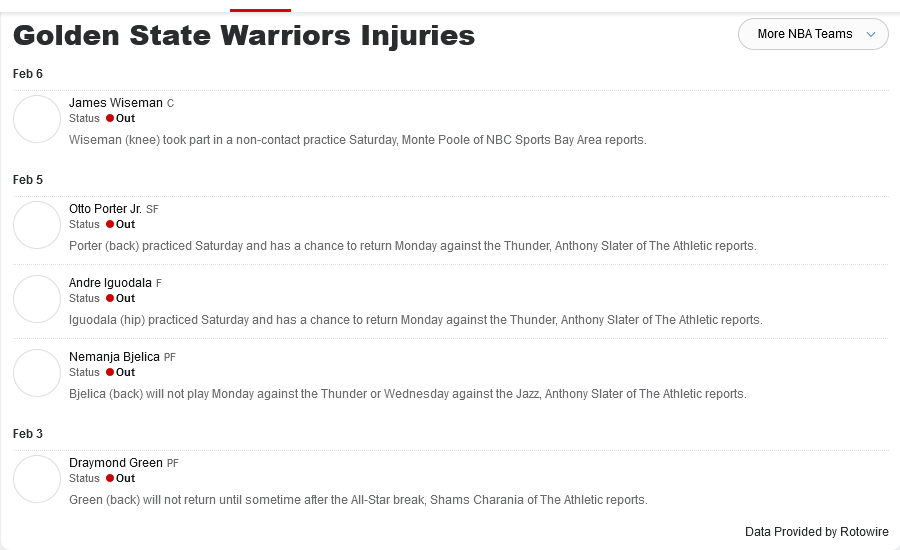 Golden State Warriors Injuries
More NBA Teams
Feb 6
James Wiseman C
Status Out
Wiseman (knee) took part in a non-contact practice Saturday, Monte Poole of NBC Sports Bay Area reports.
Feb 5
Otto Porter Jr. SF
Status Out
Porter (back) practiced Saturday and has a chance to return Monday against the Thunder, Anthony Slater of The Athletic reports.
Andre Iguodala F
Status Out
Iguodala (hip) practiced Saturday and has a chance to return Monday against the Thunder, Anthony Slater of The Athletic reports.
Nemanja Bjelica PF
Status Out
Bjelica (back) will not play Monday against the Thunder or Wednesday against the Jazz, Anthony Slater of The Athletic reports.
Feb 3
Draymond Green PF
Status Out
Green (back) will not return until sometime after the All-Star break, Shams Charania of The Athletic reports.
Data Provided by Rotowire